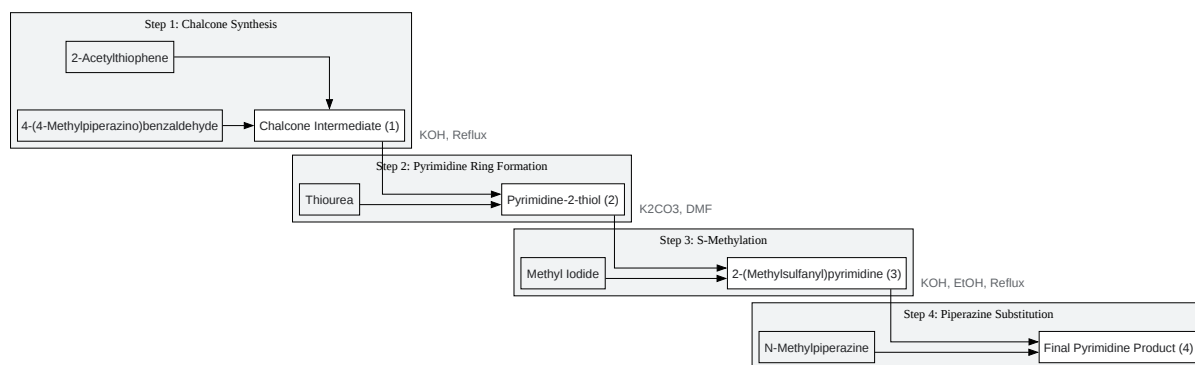 Step 1: Chalcone Synthesis
2-Acetylthiophene
4-(4-Methylpiperazino)benzaldehyde
Chalcone Intermediate (1)
KOH, Reflux
Step 2: Pyrimidine Ring Formation
Thiourea
Pyrimidine-2-thiol (2)
K2CO3, DMF
Step 3: S-Methylation
Methyl Iodide
2-(Methylsulfanyl)pyrimidine (3)
KOH, EtOH, Reflux
Step 4: Piperazine Substitution
N-Methylpiperazine
Final Pyrimidine Product (4)